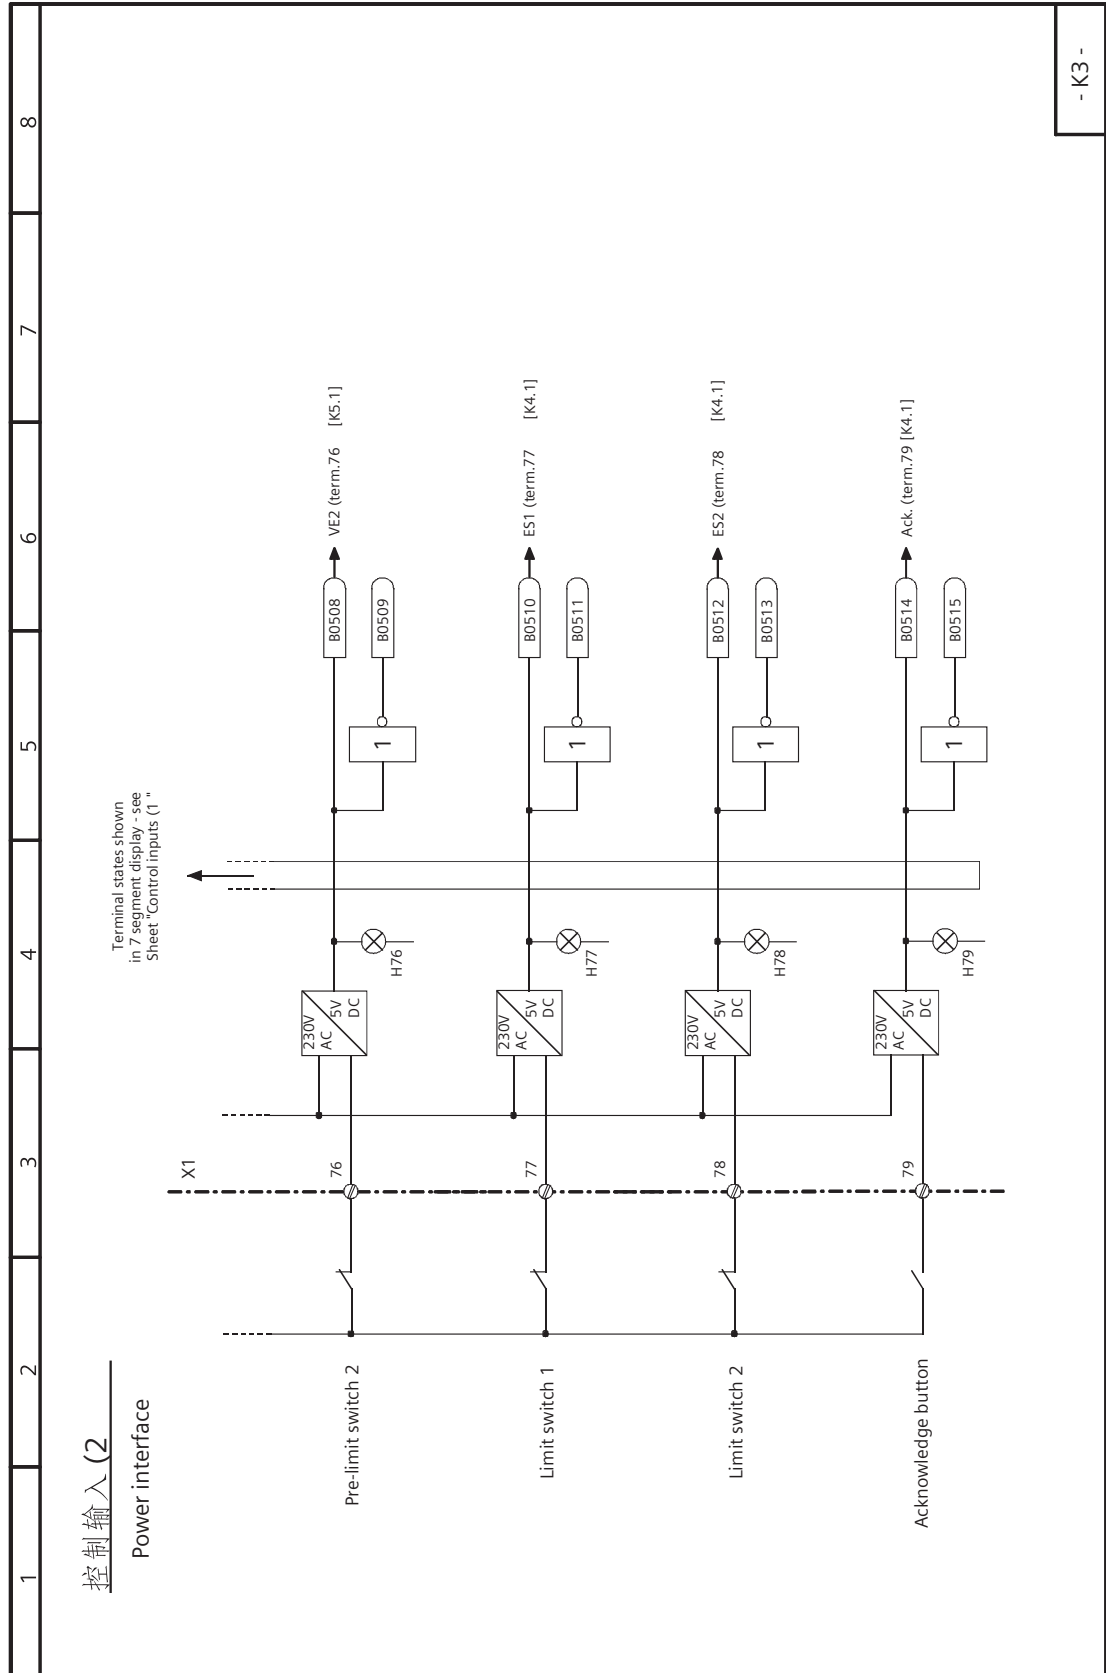 1 2 3 4 5 6 7 8
控制输入 (2
Power interface
Terminal states shown
in 7 segment display - see
Sheet "Control inputs (1 "
X1
Pre-limit switch 2
76
230V
AC
5V
DC
H76
1
B0508
B0509
VE2 (term.76 [K5.1]
Limit switch 1
77
230V
AC
5V
DC
H77
1
B0510
B0511
ES1 (term.77 [K4.1]
Limit switch 2
78
230V
AC
5V
DC
H78
1
B0512
B0513
ES2 (term.78 [K4.1]
Acknowledge button
79
230V
AC
5V
DC
H79
1
B0514
B0515
Ack. (term.79 [K4.1]
- K3 -